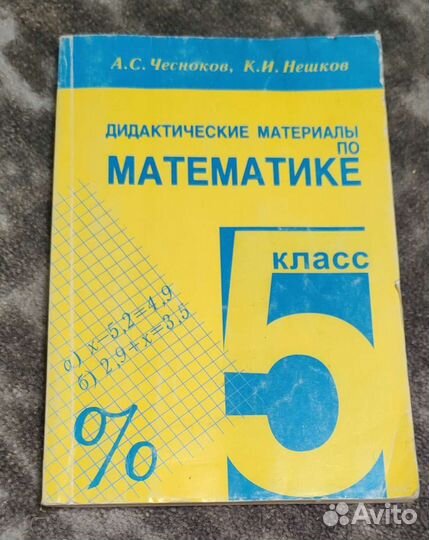 А.С. Чесноков, К.И. Нешков
ДИДАКТИЧЕСКИЕ МАТЕРИАЛЫ
ПО
МАТЕМАТИКЕ
5
класс
а) x−5,2=4,9
б) 2,9+x=3,5
%
Avito